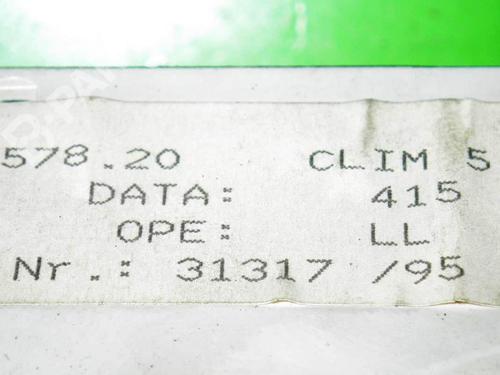 578.20 CLIM 5
DATA: 415
OPE: LL
Nr.: 31317 /95